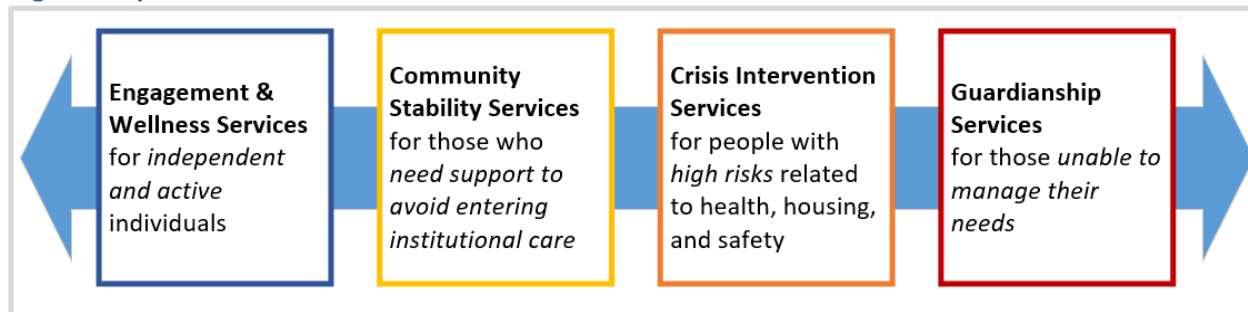 Engagement &
Wellness Services
for independent
and active
individuals
Community
Stability Services
for those who
need support to
avoid entering
institutional care
Crisis Intervention
Services
for people with
high risks related
to health, housing,
and safety
Guardianship
Services
for those unable to
manage their
needs